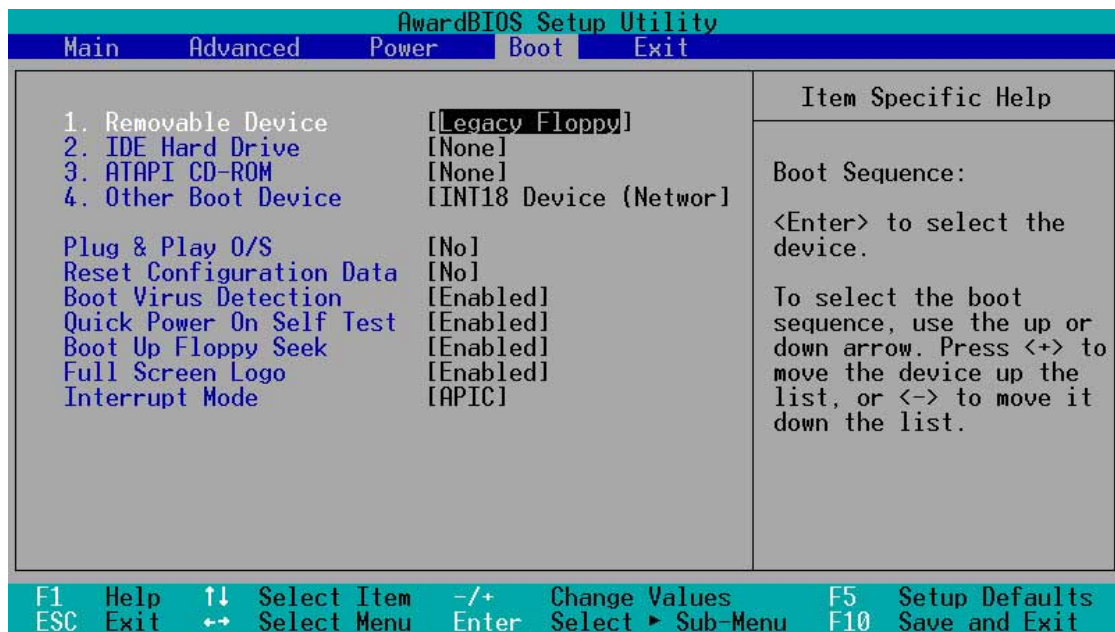 AwardBIOS Setup Utility
Main Advanced Power Boot Exit
1. Removable Device [Legacy Floppy]
2. IDE Hard Drive [None]
3. ATAPI CD-ROM [None]
4. Other Boot Device [INT18 Device (Networ]
Plug & Play O/S [No]
Reset Configuration Data [No]
Boot Virus Detection [Enabled]
Quick Power On Self Test [Enabled]
Boot Up Floppy Seek [Enabled]
Full Screen Logo [Enabled]
Interrupt Mode [APIC]
Item Specific Help
Boot Sequence:
<Enter> to select the
device.
To select the boot
sequence, use the up or
down arrow. Press <+> to
move the device up the
list, or <-> to move it
down the list.
F1 Help ↑↓ Select Item -/+ Change Values F5 Setup Defaults
ESC Exit ←→ Select Menu Enter Select ► Sub-Menu F10 Save and Exit